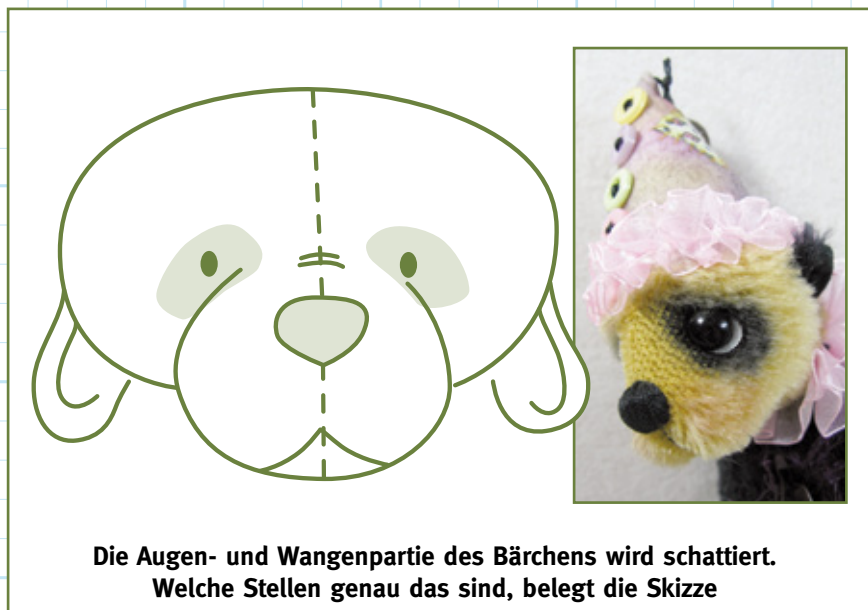 Die Augen- und Wangenpartie des Bärchens wird schattiert.
Welche Stellen genau das sind, belegt die Skizze